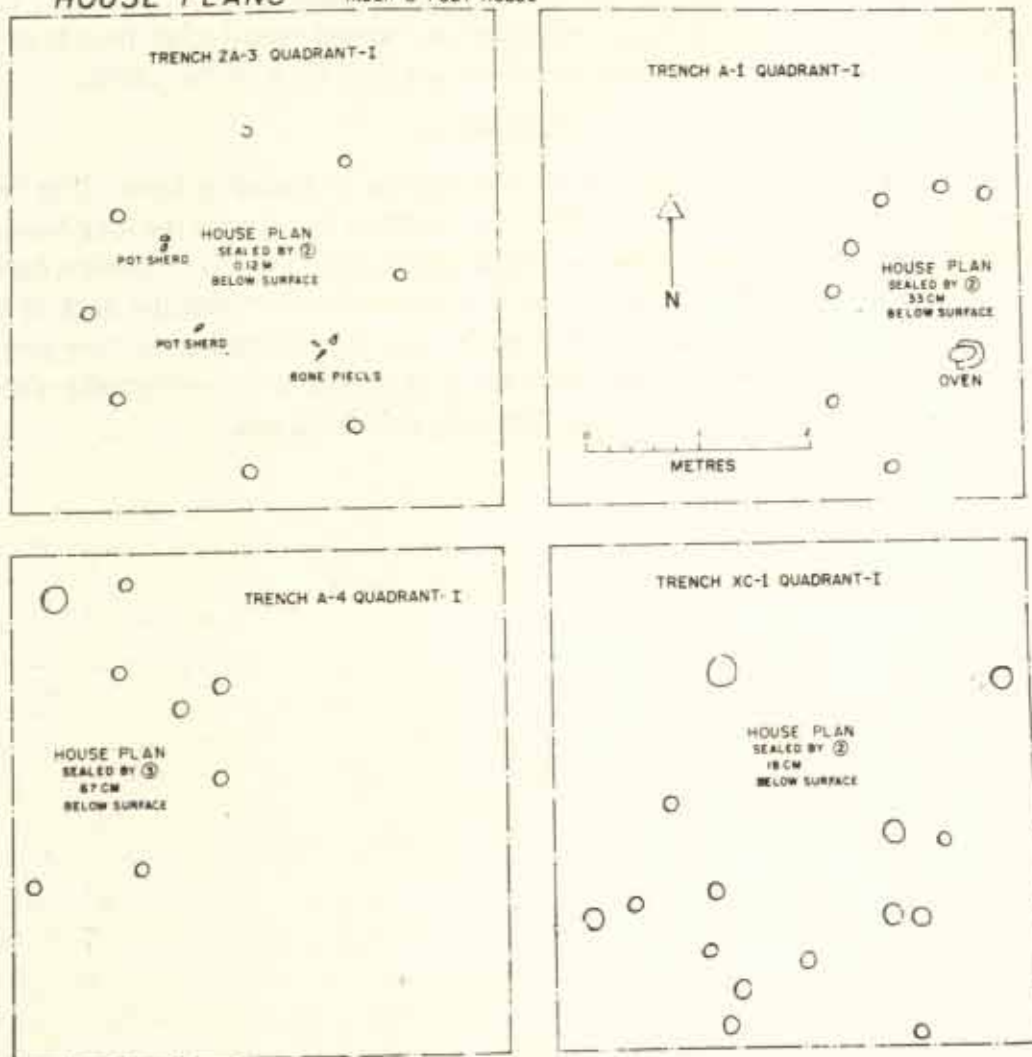 HOUSE PLANS
TRENCH ZA-3 QUADRANT-I
POT SHERD
HOUSE PLAN
SEALED BY ②
0.12 M
BELOW SURFACE
POT SHERD
BONE PIECES
TRENCH A-1 QUADRANT-I
N
HOUSE PLAN
SEALED BY ②
33 CM
BELOW SURFACE
OVEN
METRES
TRENCH A-4 QUADRANT-I
HOUSE PLAN
SEALED BY ③
67 CM
BELOW SURFACE
TRENCH XC-1 QUADRANT-I
HOUSE PLAN
SEALED BY ②
18 CM
BELOW SURFACE